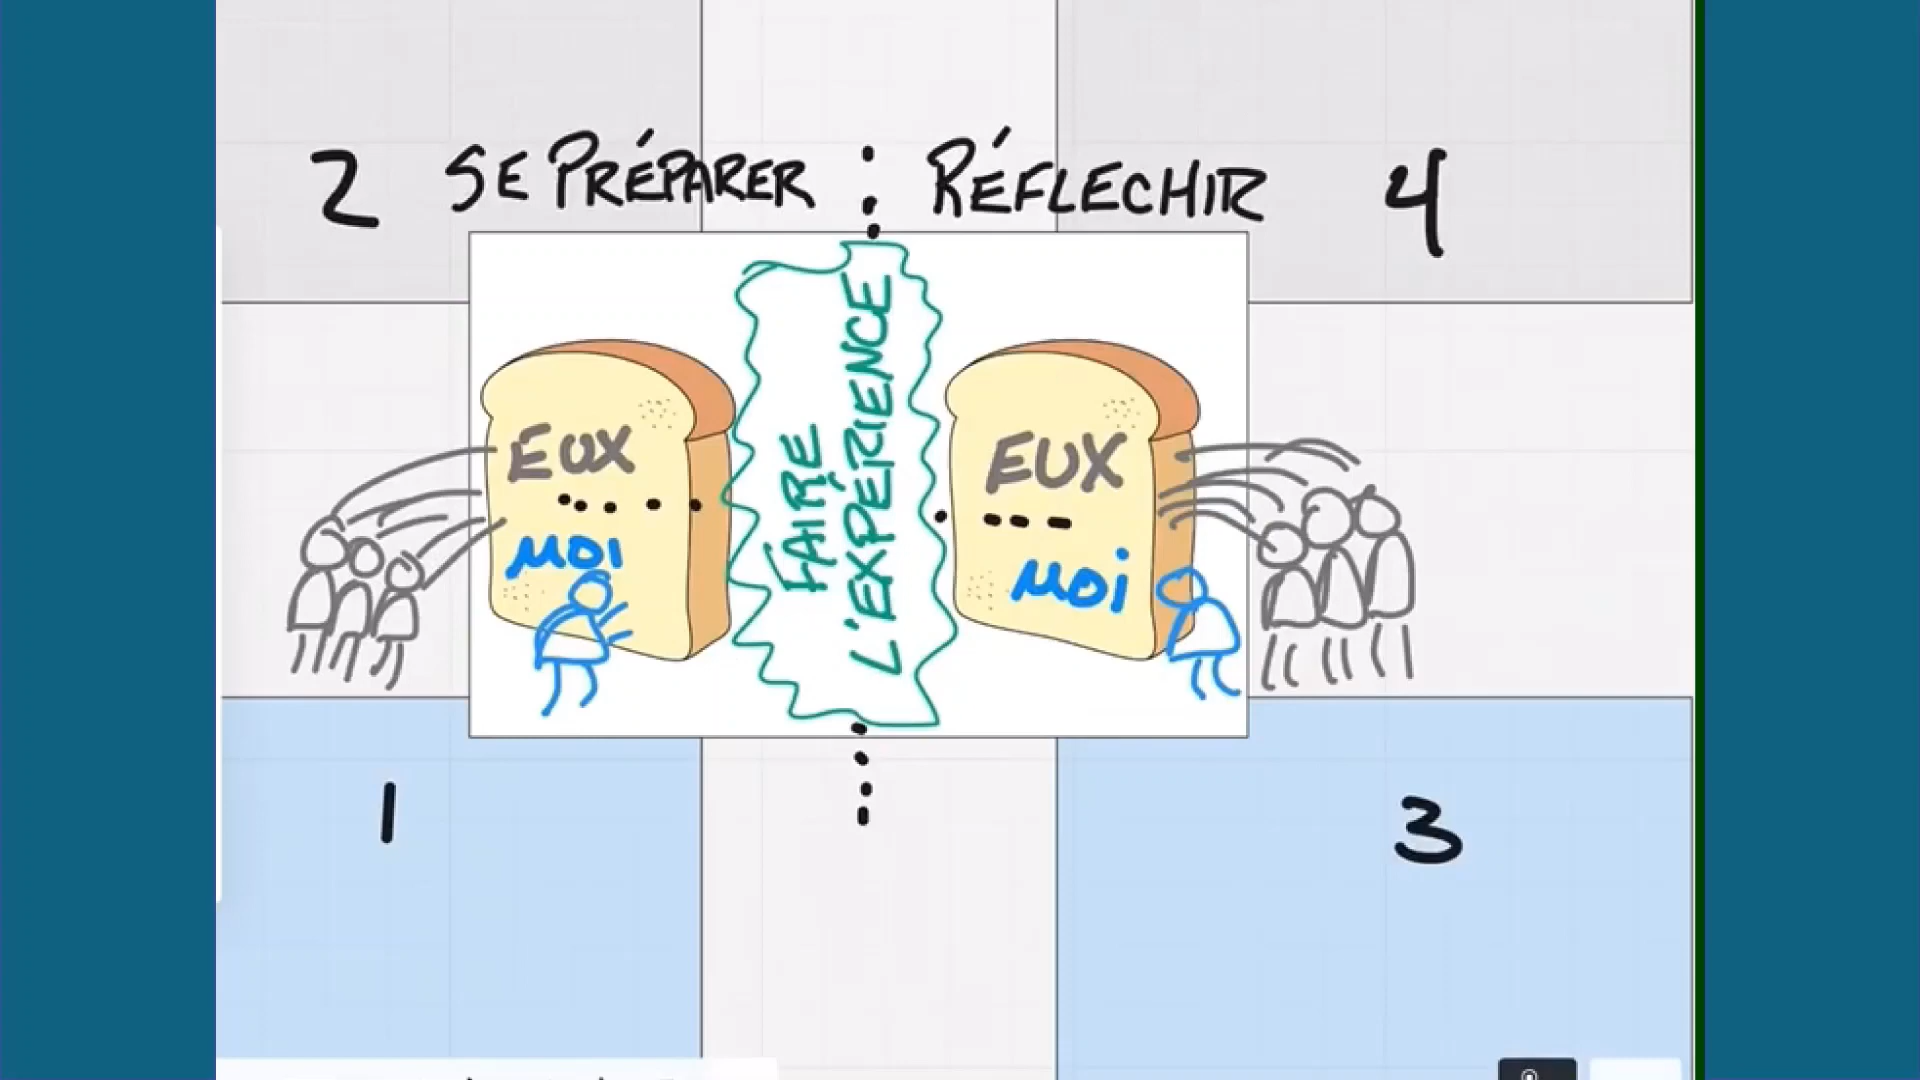 2 SE PRÉPARER : RÉFLECHIR 4
EUX
MOI
FAIRE
L'EXPÉRIENCE
EUX
MOI
1
3